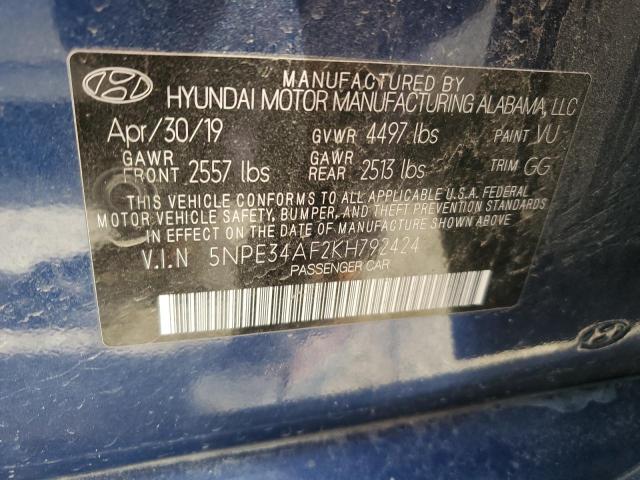 MANUFACTURED BY
HYUNDAI MOTOR MANUFACTURING ALABAMA, LLC
Apr/30/19 GVWR 4497 lbs PAINT VU
GAWR FRONT 2557 lbs GAWR REAR 2513 lbs TRIM GG
THIS VEHICLE CONFORMS TO ALL APPLICABLE U.S.A. FEDERAL
MOTOR VEHICLE SAFETY, BUMPER, AND THEFT PREVENTION
STANDARDS IN EFFECT ON THE DATE OF MANUFACTURE SHOWN ABOVE.
V.I.N 5NPE34AF2KH792424
PASSENGER CAR